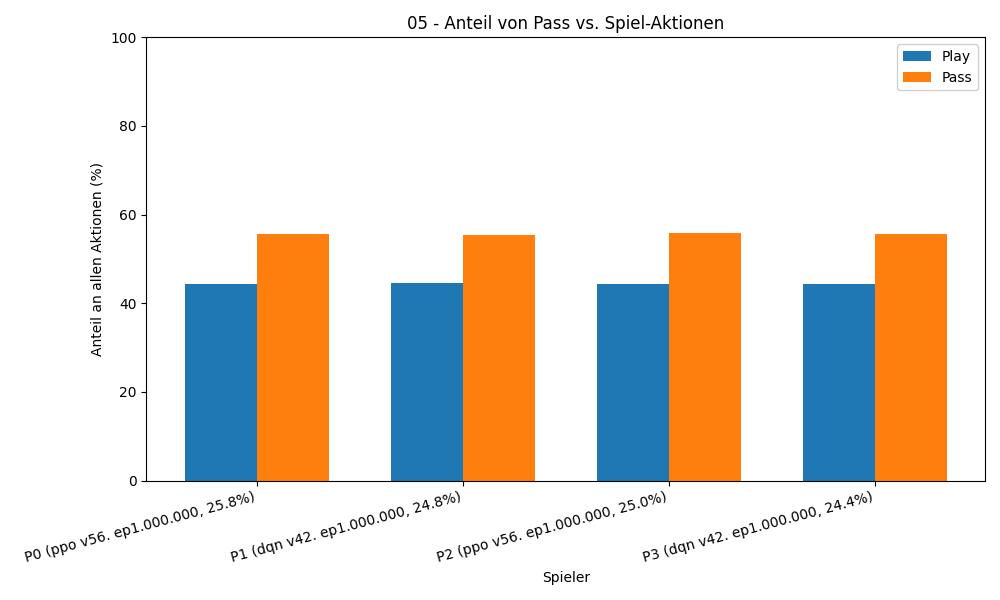 05 - Anteil von Pass vs. Spiel-Aktionen
Play
Pass
Anteil an allen Aktionen (%)
100
80
60
40
20
0
P0 (ppo v56. ep1.000.000, 25.8%)
P1 (dqn v42. ep1.000.000, 24.8%)
P2 (ppo v56. ep1.000.000, 25.0%)
P3 (dqn v42. ep1.000.000, 24.4%)
Spieler